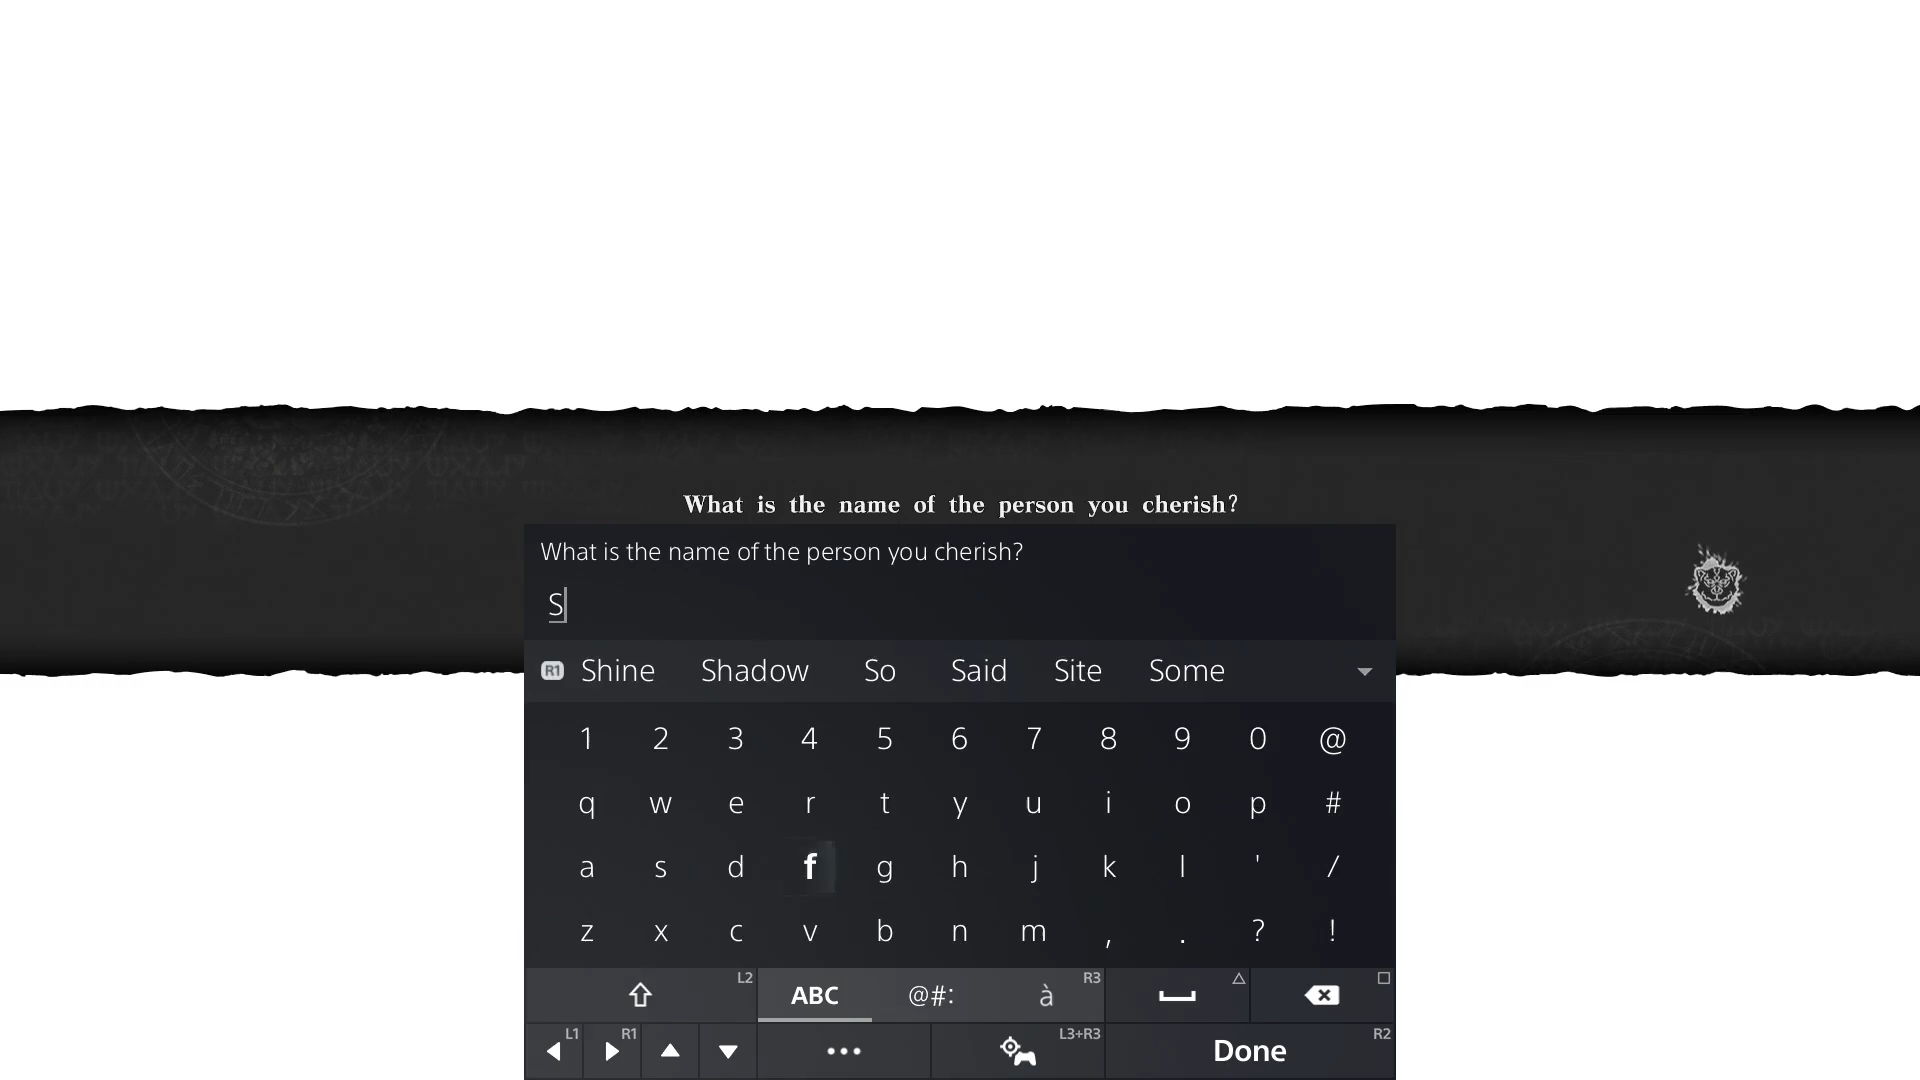 What is the name of the person you cherish?
What is the name of the person you cherish?
S
R1 Shine Shadow So Said Site Some
1 2 3 4 5 6 7 8 9 0 @
q w e r t y u i o p #
a s d f g h j k l ' /
z x c v b n m , . ? !
L2 ABC @#: à R3
L1 R1 ••• L3+R3 Done R2